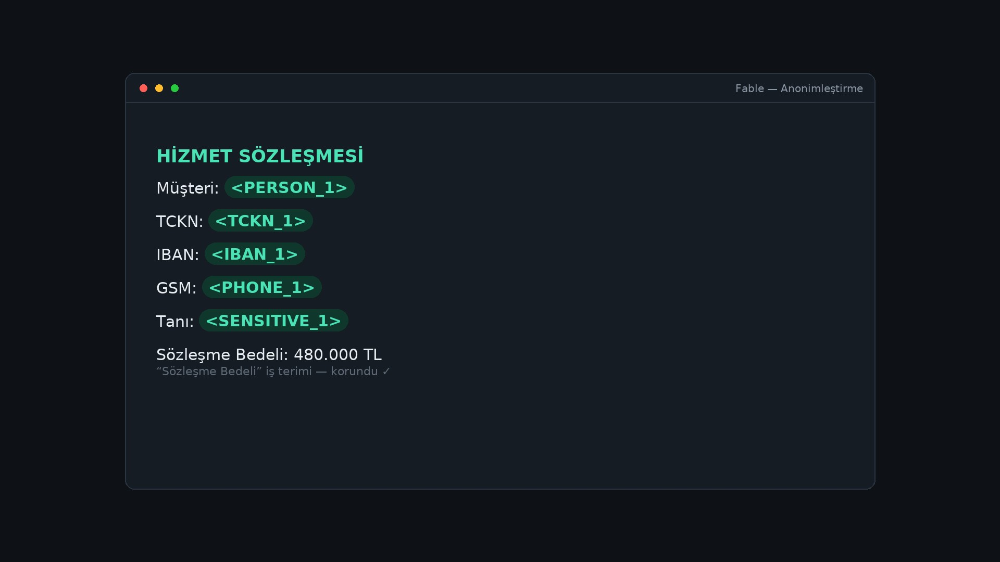 Fable — Anonimleştirme
HİZMET SÖZLEŞMESİ
Müşteri: <PERSON_1>
TCKN: <TCKN_1>
IBAN: <IBAN_1>
GSM: <PHONE_1>
Tanı: <SENSITIVE_1>
Sözleşme Bedeli: 480.000 TL
“Sözleşme Bedeli” iş terimi — korundu ✓